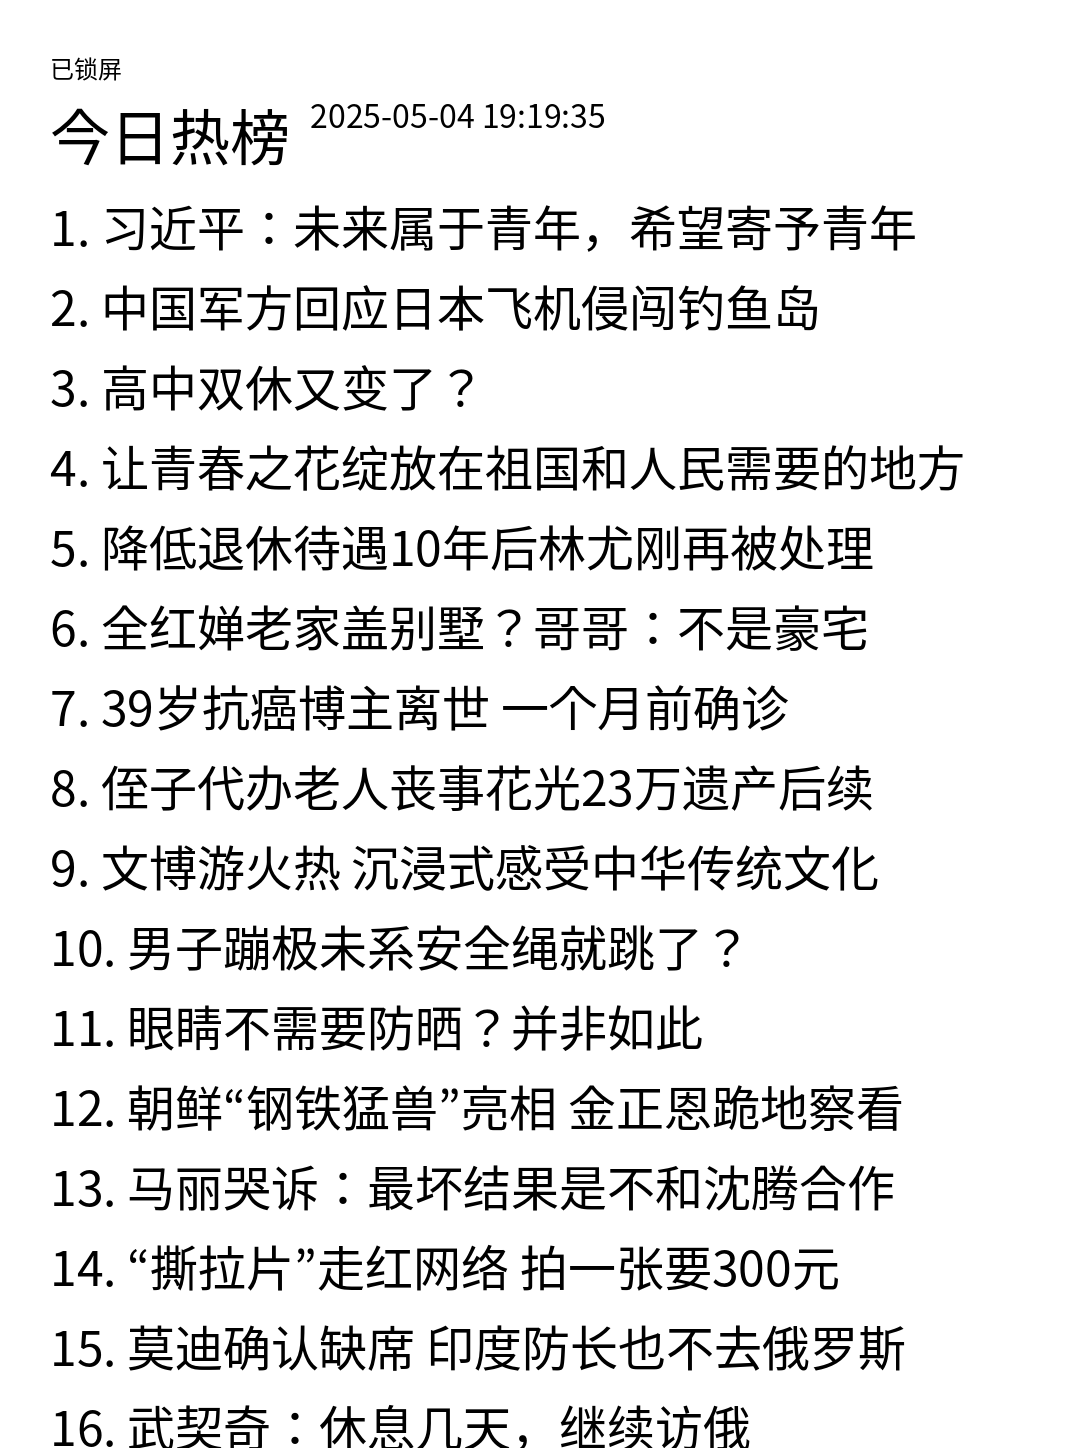 已锁屏
今日热榜 2025-05-04 19:19:35
1. 习近平：未来属于青年，希望寄予青年
2. 中国军方回应日本飞机侵闯钓鱼岛
3. 高中双休又变了？
4. 让青春之花绽放在祖国和人民需要的地方
5. 降低退休待遇10年后林尤刚再被处理
6. 全红婵老家盖别墅？哥哥：不是豪宅
7. 39岁抗癌博主离世 一个月前确诊
8. 侄子代办老人丧事花光23万遗产后续
9. 文博游火热 沉浸式感受中华传统文化
10. 男子蹦极未系安全绳就跳了？
11. 眼睛不需要防晒？并非如此
12. 朝鲜“钢铁猛兽”亮相 金正恩跪地察看
13. 马丽哭诉：最坏结果是不和沈腾合作
14. “撕拉片”走红网络 拍一张要300元
15. 莫迪确认缺席 印度防长也不去俄罗斯
16. 武契奇：休息几天，继续访俄